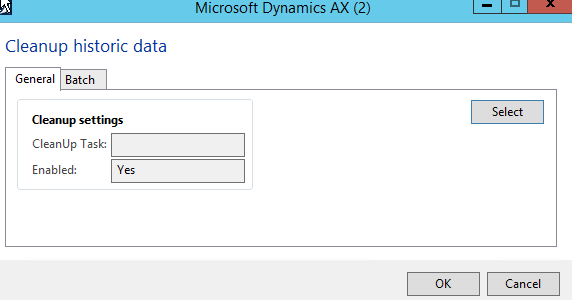 Microsoft Dynamics AX (2)
Cleanup historic data
General Batch
Cleanup settings
Select
CleanUp Task:
Enabled: Yes
OK Cancel